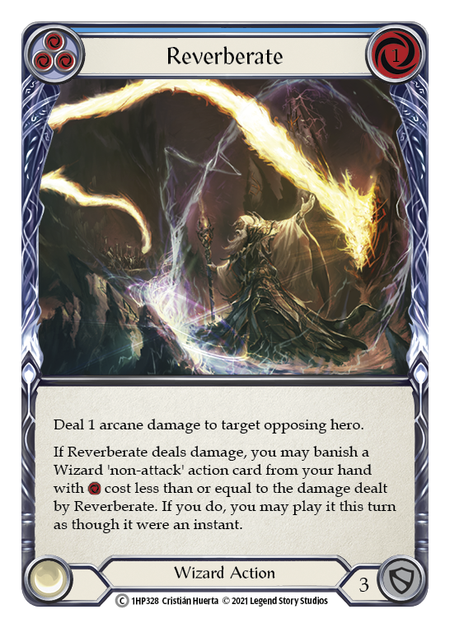 Reverberate
1
Deal 1 arcane damage to target opposing hero.
If Reverberate deals damage, you may banish a
Wizard 'non-attack' action card from your hand
with cost less than or equal to the damage dealt
by Reverberate. If you do, you may play it this turn
as though it were an instant.
Wizard Action
3
C 1HP328 Cristián Huerta © 2021 Legend Story Studios